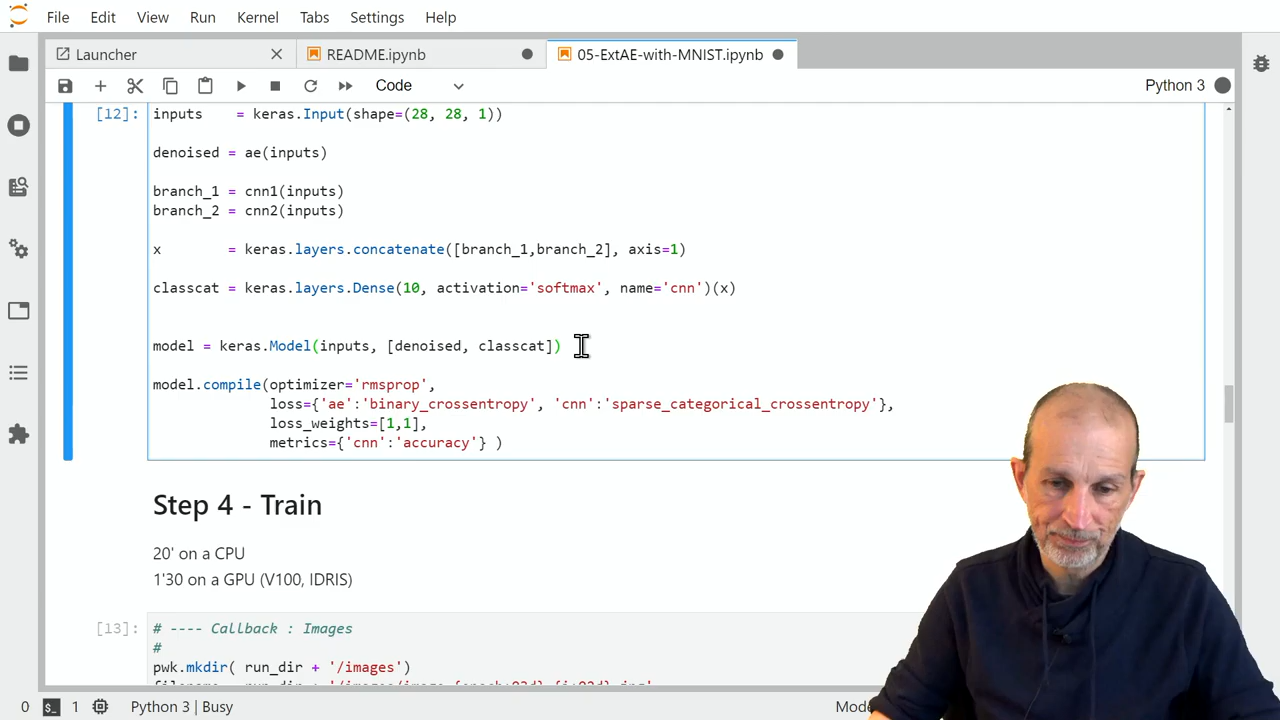 File Edit View Run Kernel Tabs Settings Help
Launcher README.ipynb 05-ExtAE-with-MNIST.ipynb
Code Python 3
[12]: inputs    = keras.Input(shape=(28, 28, 1))
denoised = ae(inputs)
branch_1 = cnn1(inputs)
branch_2 = cnn2(inputs)
x        = keras.layers.concatenate([branch_1,branch_2], axis=1)
classcat = keras.layers.Dense(10, activation='softmax', name='cnn')(x)
model = keras.Model(inputs, [denoised, classcat])
model.compile(optimizer='rmsprop',
loss={'ae':'binary_crossentropy', 'cnn':'sparse_categorical_crossentropy'},
loss_weights=[1,1],
metrics={'cnn':'accuracy'} )
Step 4 - Train
20' on a CPU
1'30 on a GPU (V100, IDRIS)
[13]: # ---- Callback : Images
#
pwk.mkdir( run_dir + '/images')
0 1 Python 3 | Busy